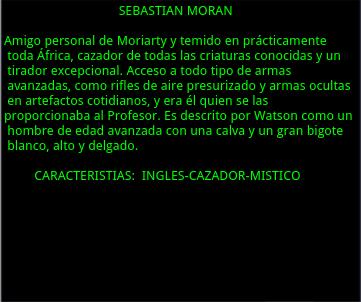 SEBASTIAN MORAN
Amigo personal de Moriarty y temido en prácticamente
toda África, cazador de todas las criaturas conocidas y un
tirador excepcional. Acceso a todo tipo de armas
avanzadas, como rifles de aire presurizado y armas ocultas
en artefactos cotidianos, y era él quien se las
proporcionaba al Profesor. Es descrito por Watson como un
hombre de edad avanzada con una calva y un gran bigote
blanco, alto y delgado.
CARACTERISTIAS: INGLES-CAZADOR-MISTICO